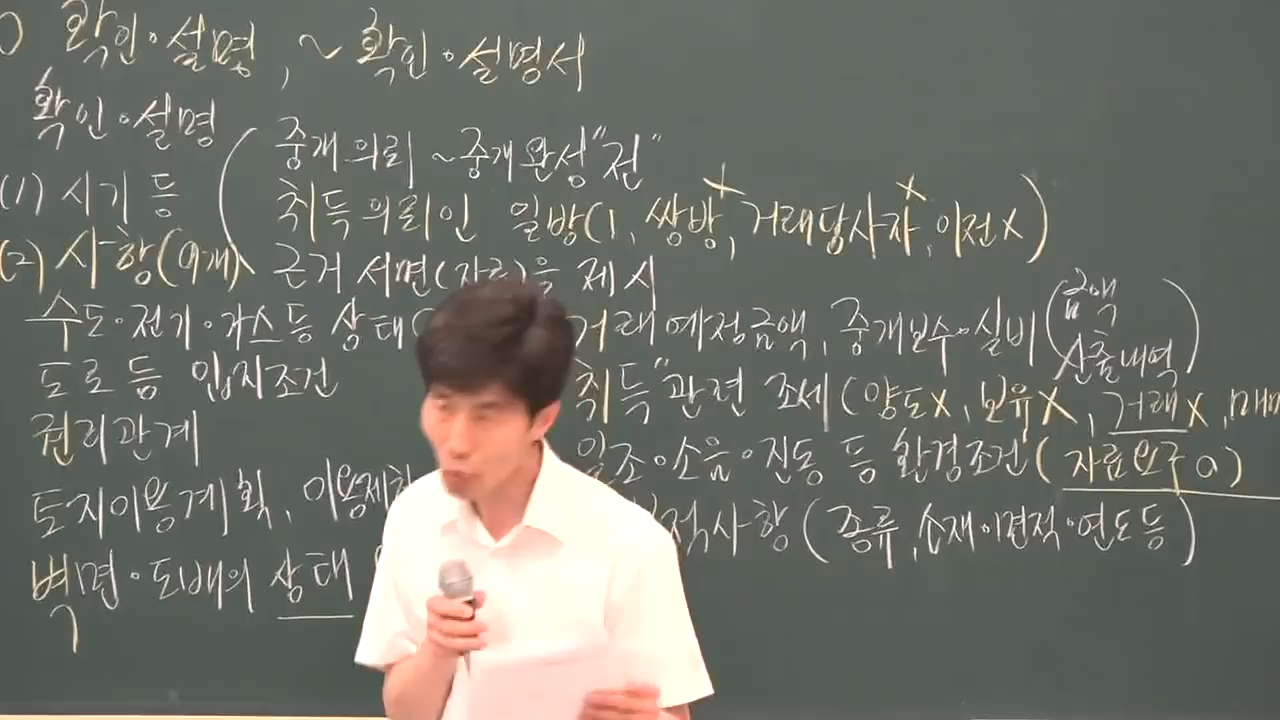 확인·설명, ~확인·설명서
확인·설명
(1) 시기 등
중개의뢰 ~중개완성"전"
취득의뢰인 일방(1, 쌍방x, 거래당사자x, 이전x)
근거 서면(자료)을 제시
(2) 사항(9개)
수도·전기·가스 등 상태
도로 등 입지조건
권리관계
토지이용계획, 이용제한
벽면·도배의 상태
거래예정금액, 중개보수·실비(금액 산출내역)
취득"관련 조세(양도x, 보유x, 거래x, 매매
일조·소음·진동 등 환경조건(자료요구 o)
적사항(종류, 소재, 면적·연도등)